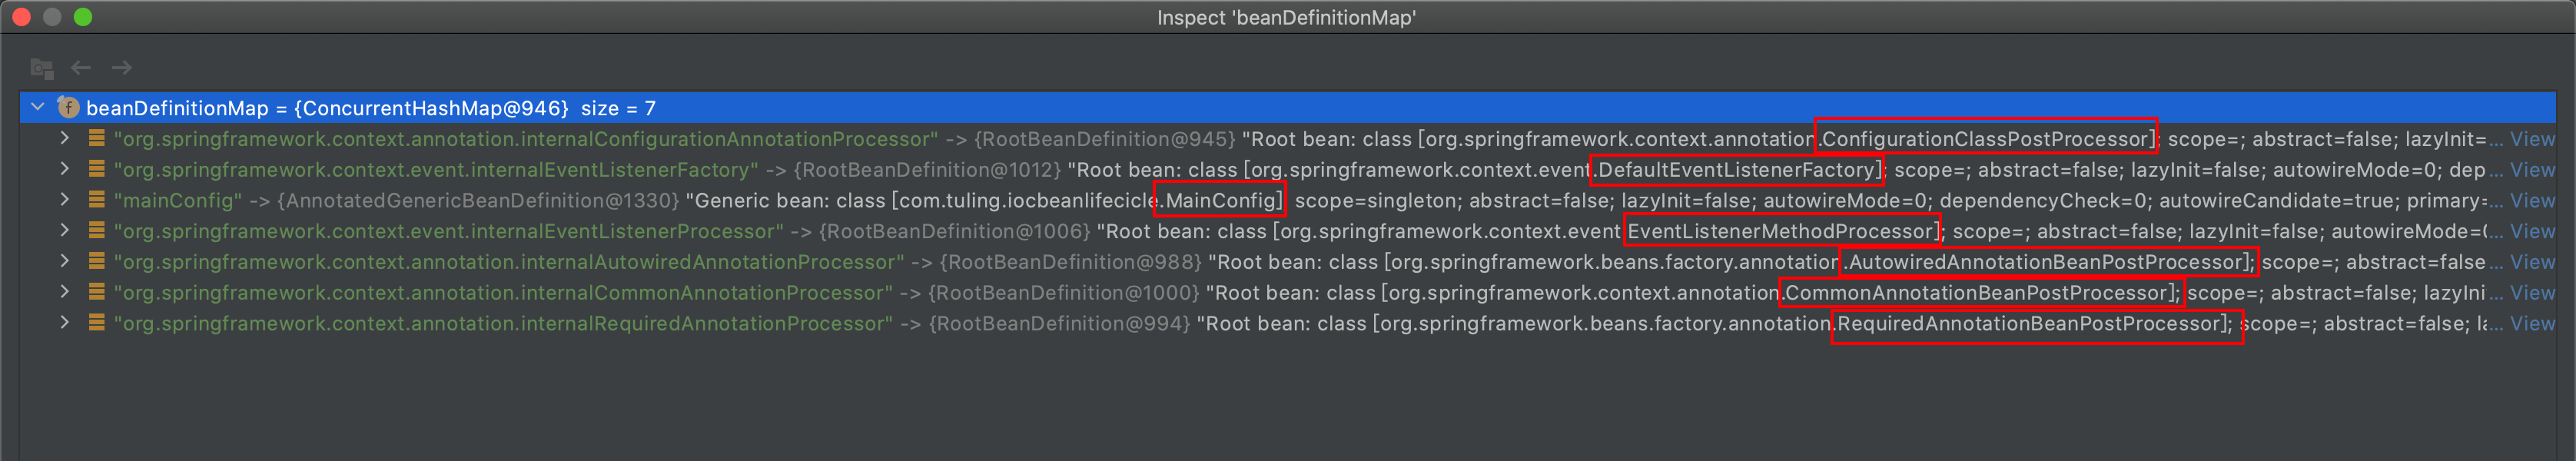 Inspect 'beanDefinitionMap'
beanDefinitionMap = {ConcurrentHashMap@946} size = 7
"org.springframework.context.annotation.internalConfigurationAnnotationProcessor" -> {RootBeanDefinition@945} "Root bean: class [org.springframework.context.annotation.ConfigurationClassPostProcessor]; scope=; abstract=false; lazyInit=... View
"org.springframework.context.event.internalEventListenerFactory" -> {RootBeanDefinition@1012} "Root bean: class [org.springframework.context.event.DefaultEventListenerFactory]; scope=; abstract=false; lazyInit=false; autowireMode=0; dep... View
"mainConfig" -> {AnnotatedGenericBeanDefinition@1330} "Generic bean: class [com.tuling.iocbeanlifecicle.MainConfig] scope=singleton; abstract=false; lazyInit=false; autowireMode=0; dependencyCheck=0; autowireCandidate=true; primary=... View
"org.springframework.context.event.internalEventListenerProcessor" -> {RootBeanDefinition@1006} "Root bean: class [org.springframework.context.event EventListenerMethodProcessor]; scope=; abstract=false; lazyInit=false; autowireMode=0... View
"org.springframework.context.annotation.internalAutowiredAnnotationProcessor" -> {RootBeanDefinition@988} "Root bean: class [org.springframework.beans.factory.annotation.AutowiredAnnotationBeanPostProcessor]; scope=; abstract=false... View
"org.springframework.context.annotation.internalCommonAnnotationProcessor" -> {RootBeanDefinition@1000} "Root bean: class [org.springframework.context.annotation.CommonAnnotationBeanPostProcessor]; scope=; abstract=false; lazyIni... View
"org.springframework.context.annotation.internalRequiredAnnotationProcessor" -> {RootBeanDefinition@994} "Root bean: class [org.springframework.beans.factory.annotation.RequiredAnnotationBeanPostProcessor]; scope=; abstract=false; la... View